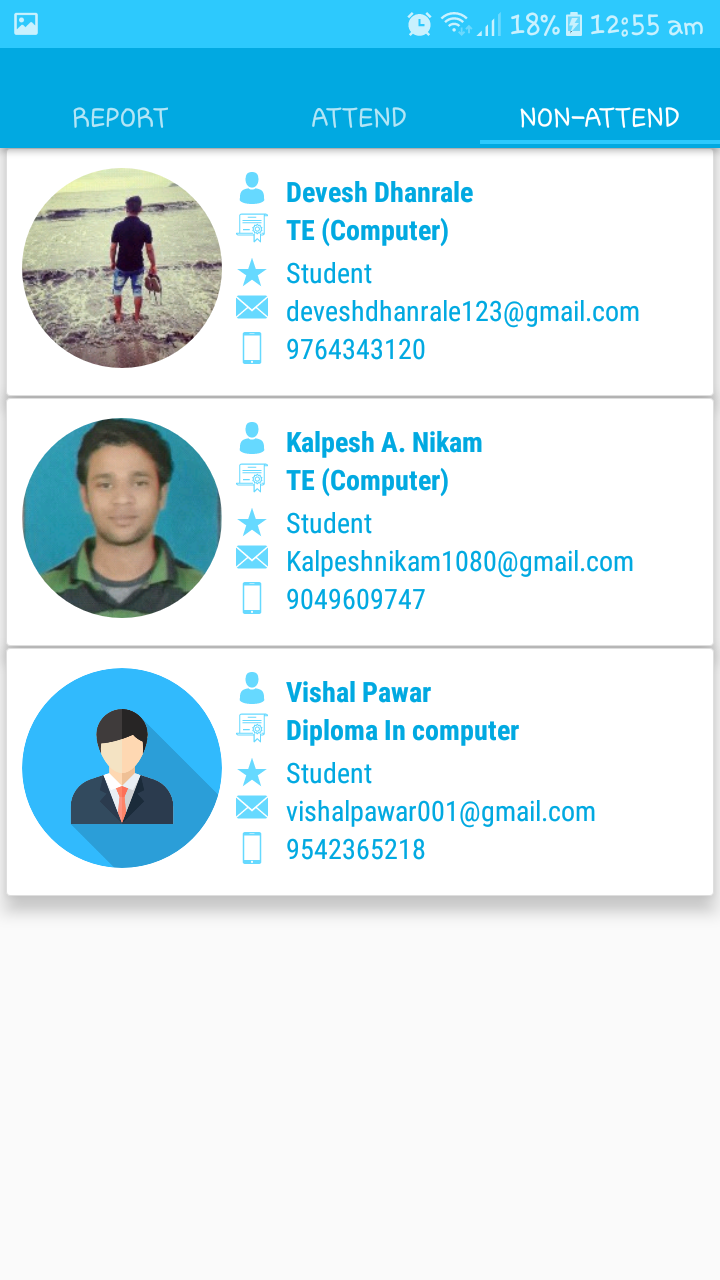 18% 12:55 am
REPORT ATTEND NON-ATTEND
Devesh Dhanrale
TE (Computer)
Student
deveshdhanrale123@gmail.com
9764343120
Kalpesh A. Nikam
TE (Computer)
Student
Kalpeshnikam1080@gmail.com
9049609747
Vishal Pawar
Diploma In computer
Student
vishalpawar001@gmail.com
9542365218